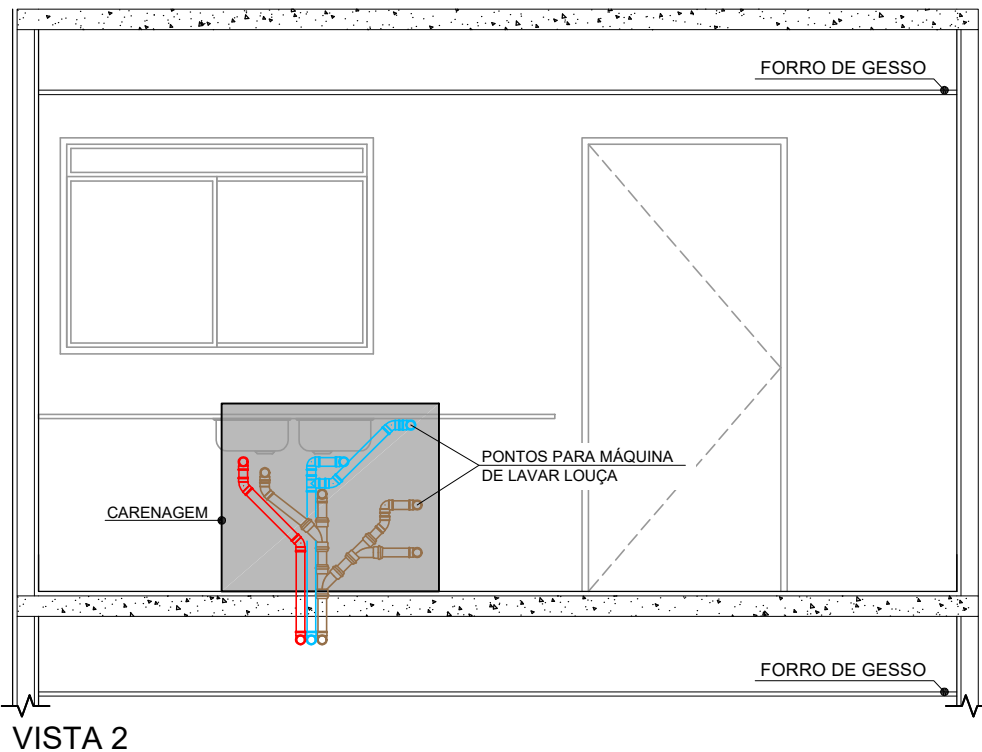 FORRO DE GESSO
PONTOS PARA MÁQUINA
DE LAVAR LOUÇA
CARENAGEM
FORRO DE GESSO
VISTA 2